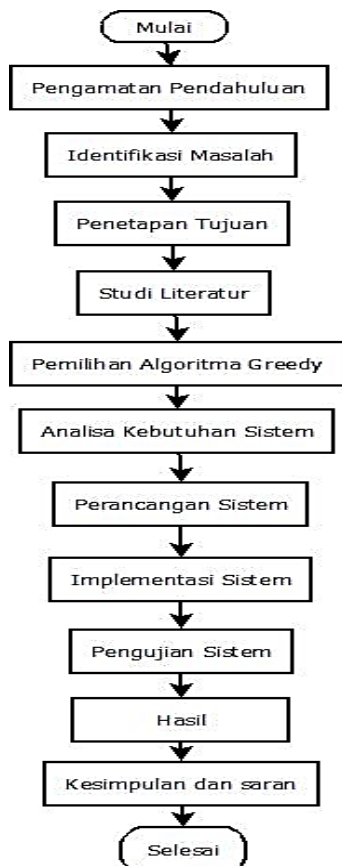 Mulai
Pengamatan Pendahuluan
Identifikasi Masalah
Penetapan Tujuan
Studi Literatur
Pemilihan Algoritma Greedy
Analisa Kebutuhan Sistem
Perancangan Sistem
Implementasi Sistem
Pengujian Sistem
Hasil
Kesimpulan dan saran
Selesai